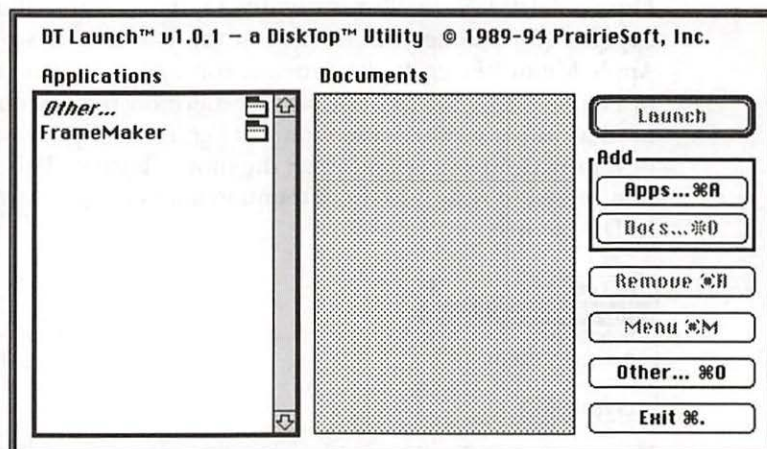 DT Launch™ v1.0.1 — a DiskTop™ Utility © 1989-94 PrairieSoft, Inc.
Applications
Documents
Other...
FrameMaker
Launch
Add
Apps...⌘A
Docs...⌘D
Remove ⌘R
Menu ⌘M
Other... ⌘O
Exit ⌘.